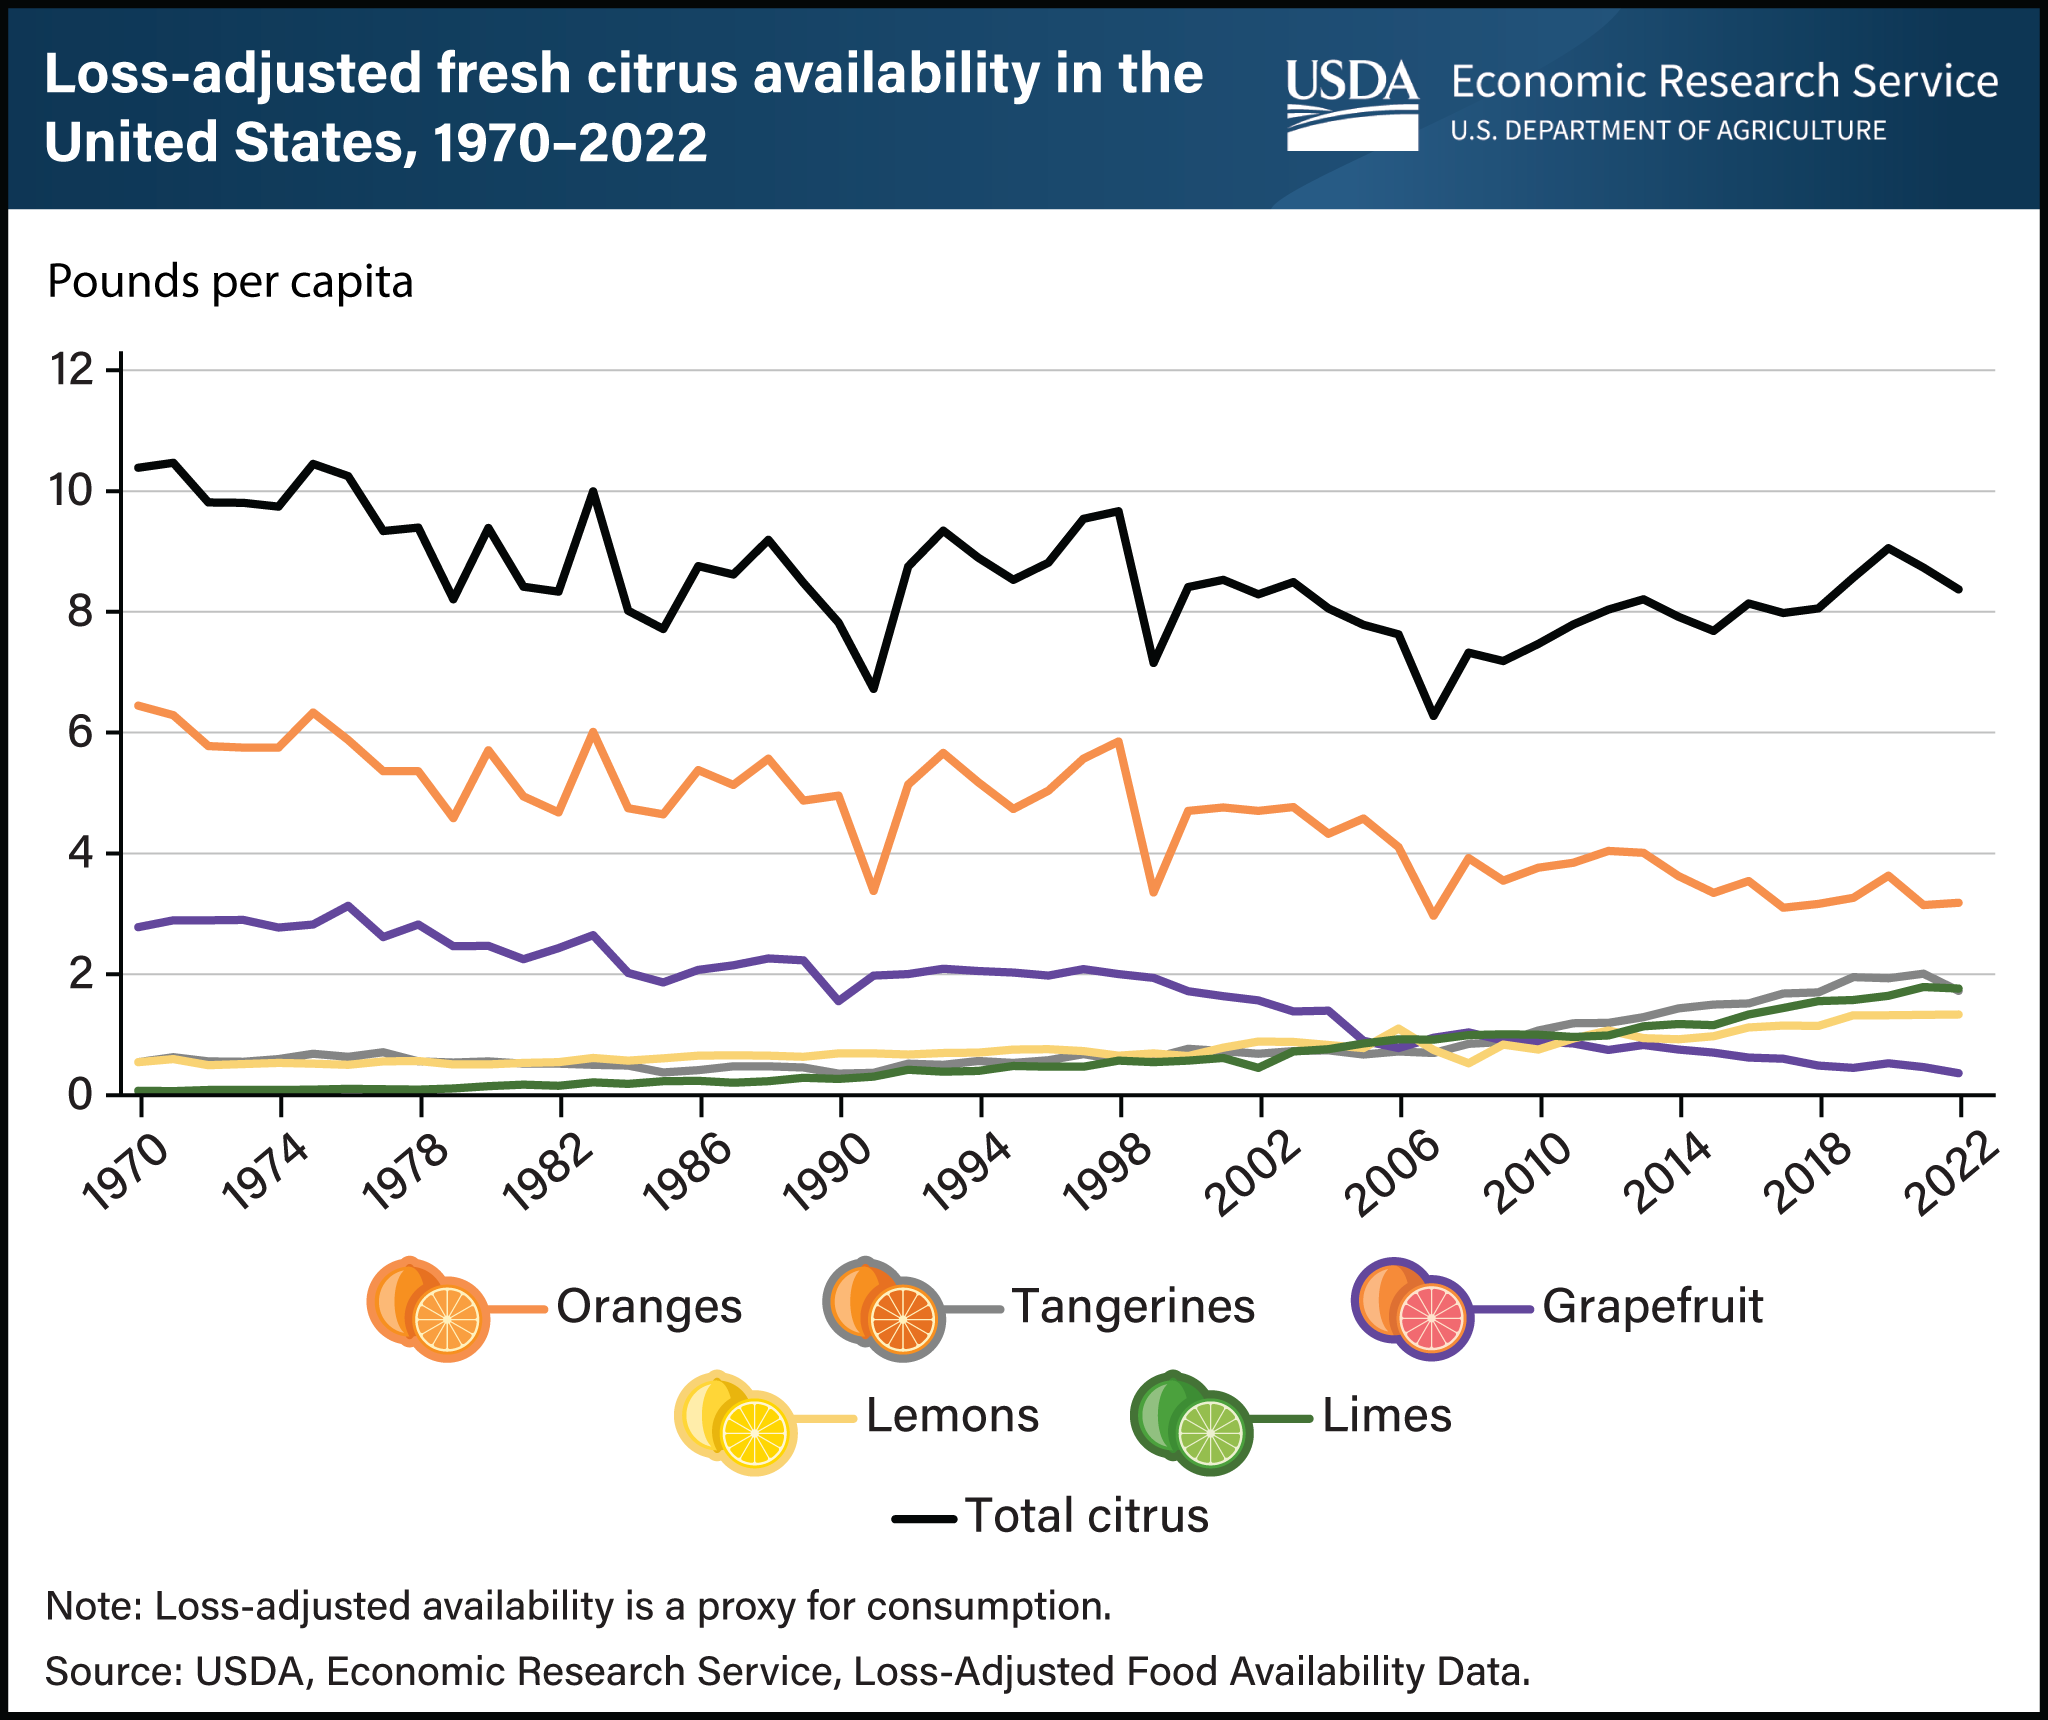 Loss-adjusted fresh citrus availability in the
United States, 1970–2022
USDA
Economic Research Service
U.S. DEPARTMENT OF AGRICULTURE
Pounds per capita
12
10
8
6
4
2
0
1970 1974 1978 1982 1986 1990 1994 1998 2002 2006 2010 2014 2018 2022
Oranges Tangerines Grapefruit
Lemons Limes
Total citrus
Note: Loss-adjusted availability is a proxy for consumption.
Source: USDA, Economic Research Service, Loss-Adjusted Food Availability Data.